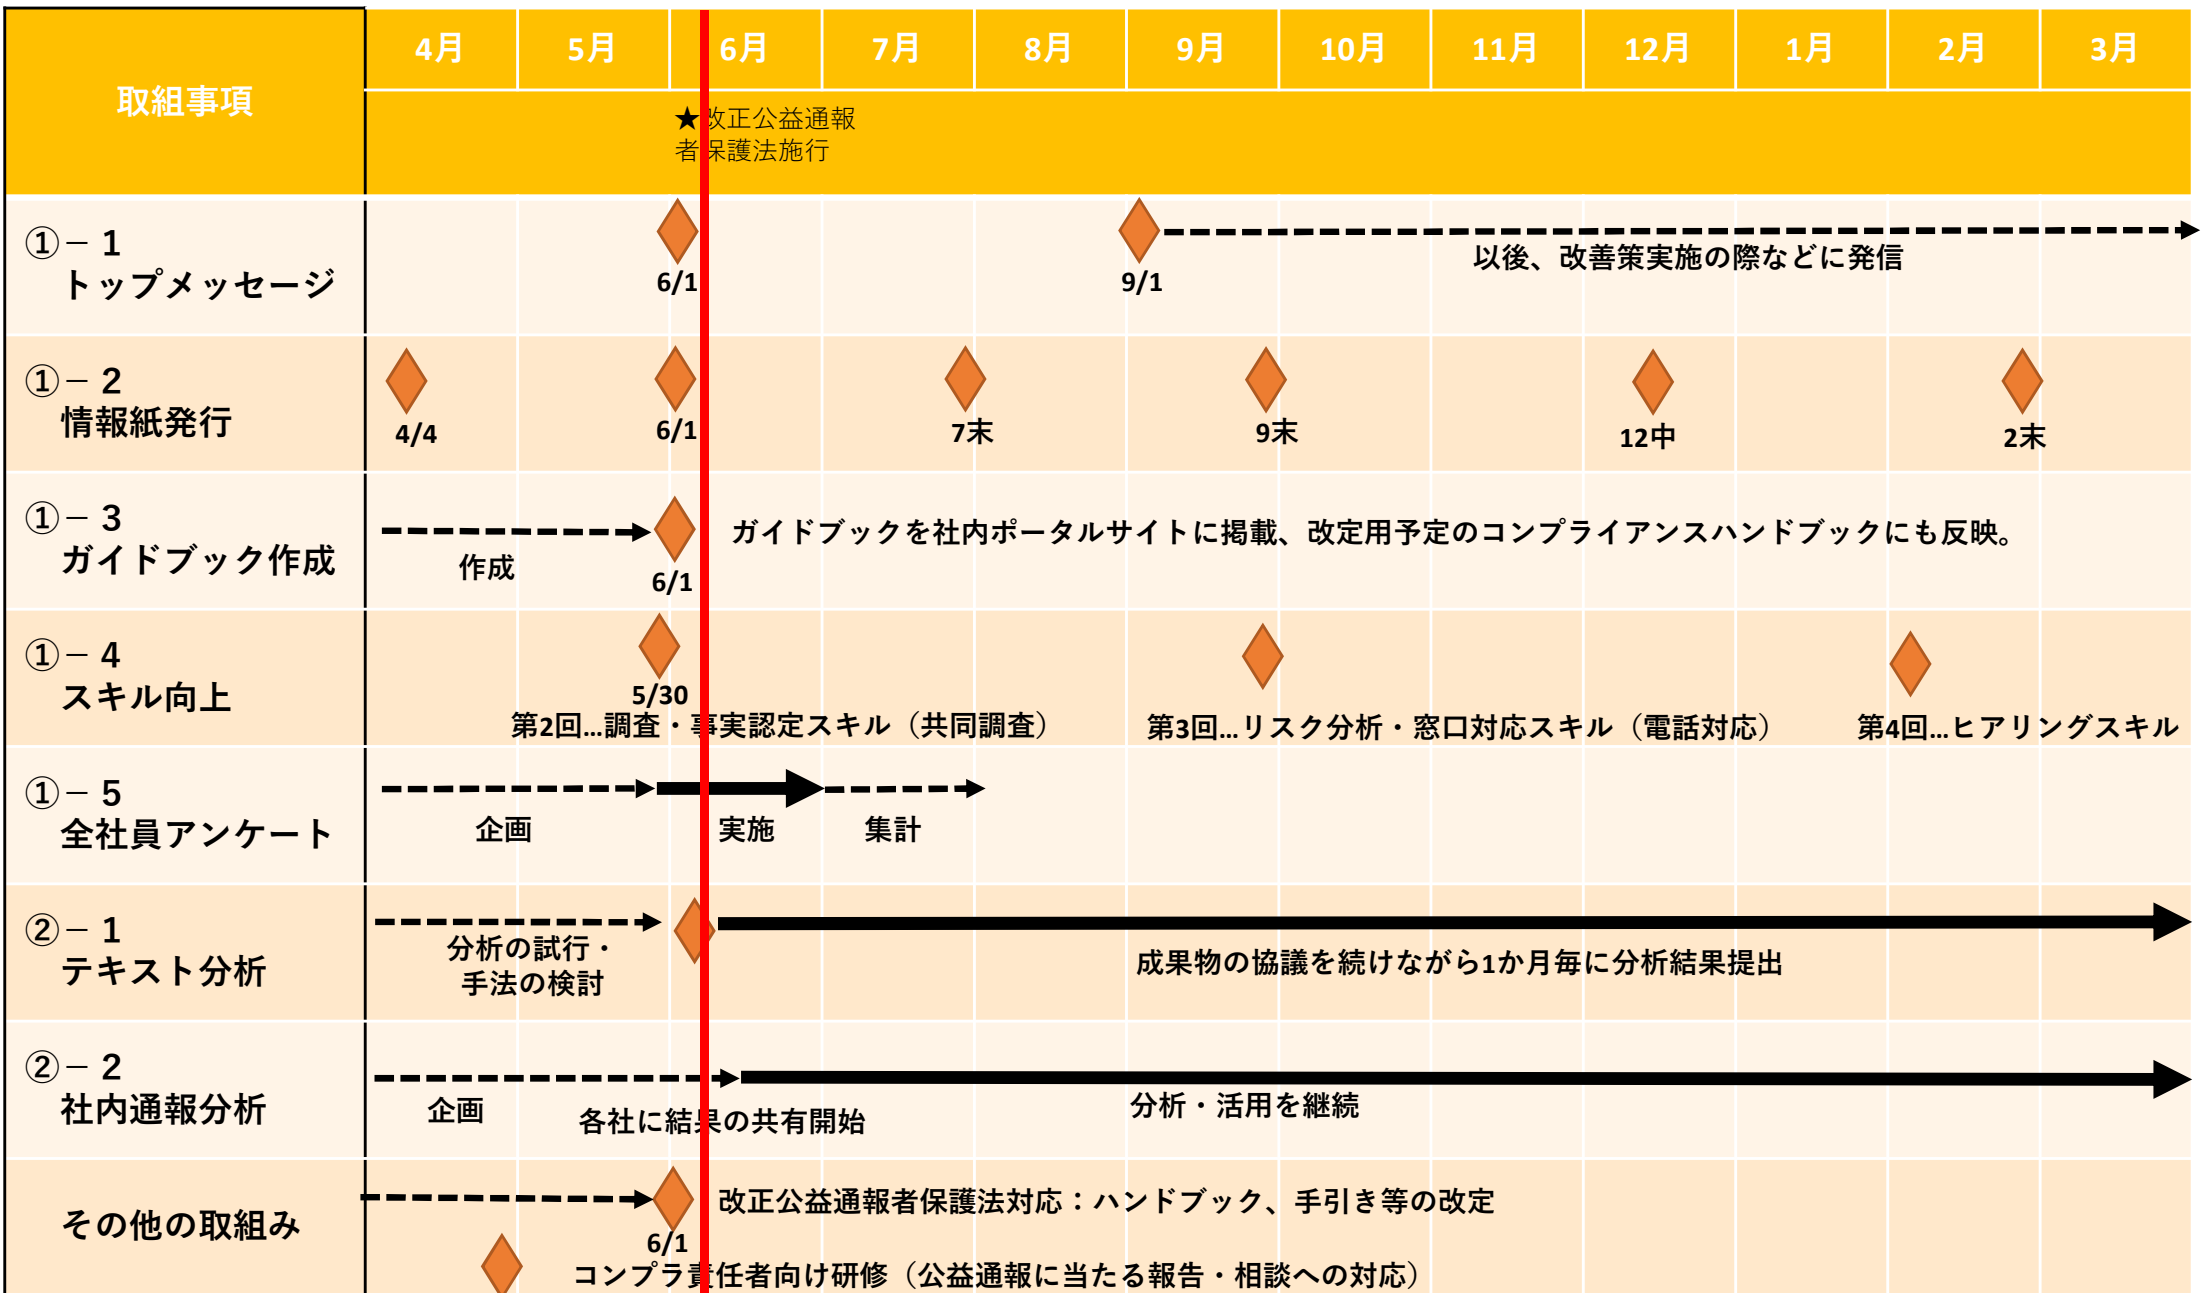 取組事項
4月
5月
6月
7月
8月
9月
10月
11月
12月
1月
2月
3月
★改正公益通報
者保護法施行
①－１
トップメッセージ
6/1
9/1
以後、改善策実施の際などに発信
①－２
情報紙発行
4/4
6/1
7末
9末
12中
2末
①－３
ガイドブック作成
作成
6/1
ガイドブックを社内ポータルサイトに掲載、改定用予定のコンプライアンスハンドブックにも反映。
①－４
スキル向上
5/30
第2回…調査・事実認定スキル（共同調査）
第3回…リスク分析・窓口対応スキル（電話対応）
第4回…ヒアリングスキル
①－５
全社員アンケート
企画
実施
集計
②－１
テキスト分析
分析の試行・
手法の検討
成果物の協議を続けながら1か月毎に分析結果提出
②－２
社内通報分析
企画
各社に結果の共有開始
分析・活用を継続
その他の取組み
6/1
改正公益通報者保護法対応：ハンドブック、手引き等の改定
コンプラ責任者向け研修（公益通報に当たる報告・相談への対応）